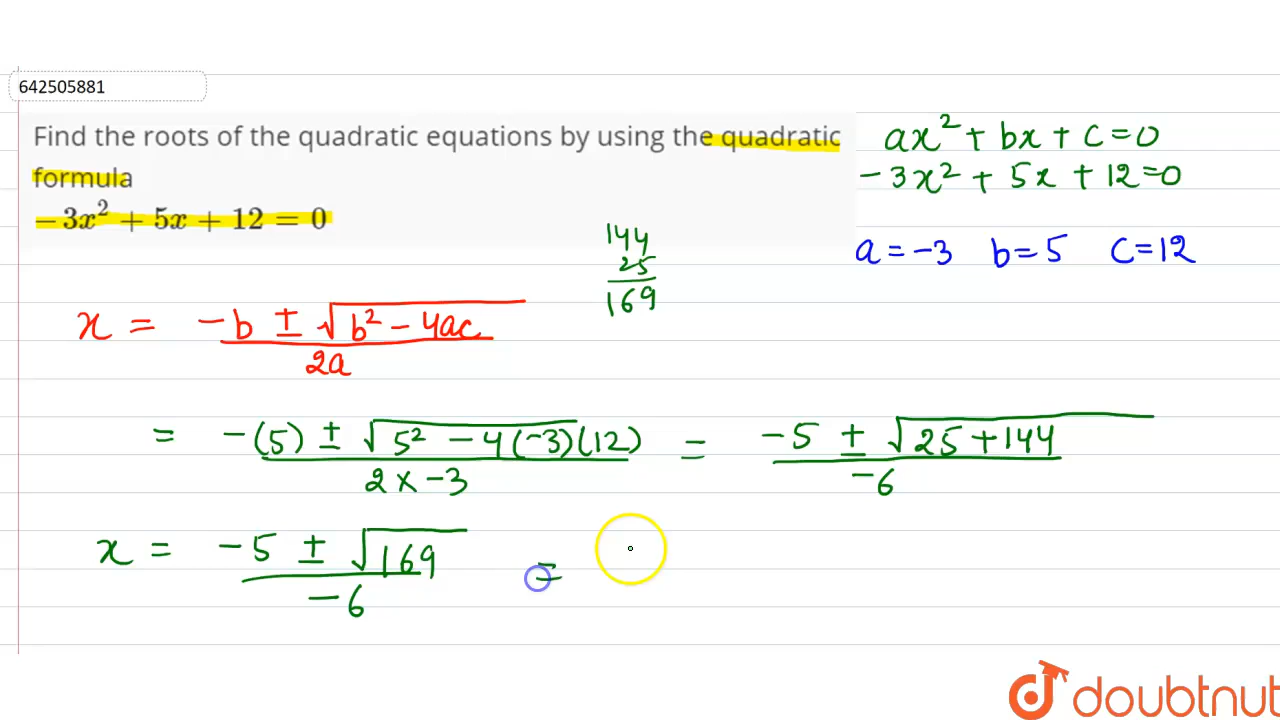 642505881
Find the roots of the quadratic equations by using the quadratic
formula
−3x² + 5x + 12 = 0
ax² + bx + c = 0
-3x² + 5x + 12 = 0
a = -3 b = 5 c = 12
144
25
169
x = -b ± √(b² - 4ac) / 2a
= -(5) ± √(5² - 4(-3)(12)) / 2 × -3 = -5 ± √(25 + 144) / -6
x = -5 ± √169 / -6 =
doubtnut